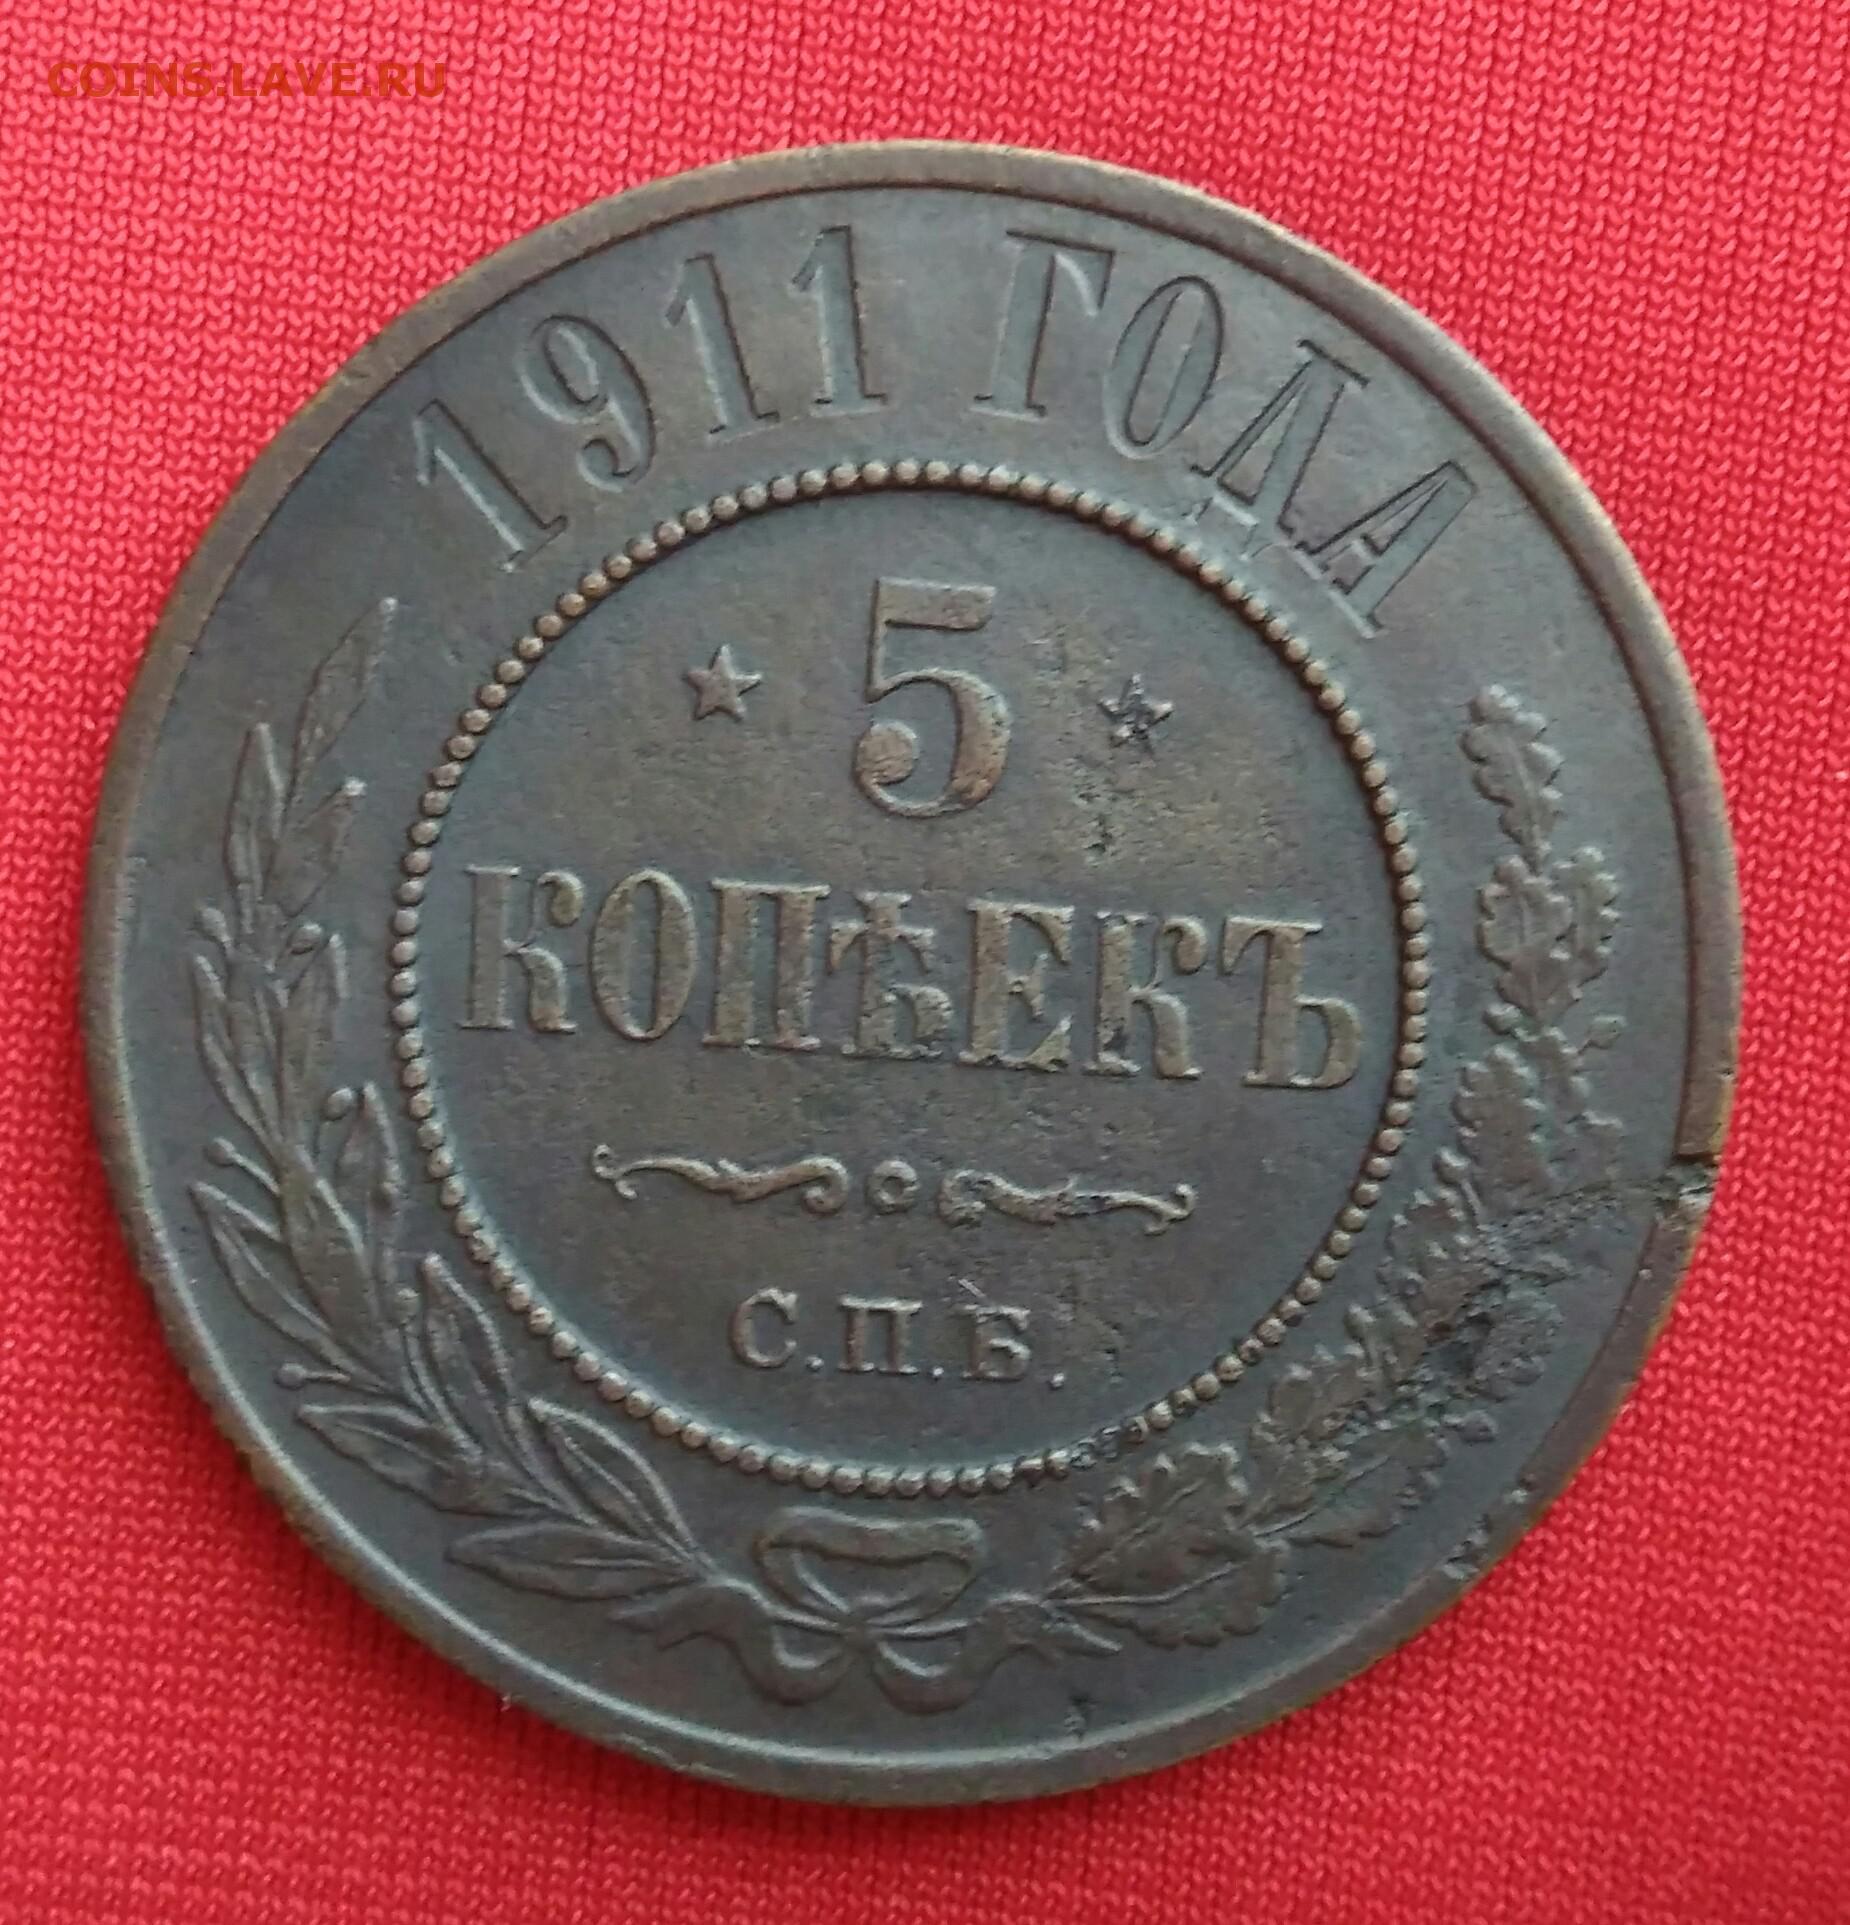 COINS.LAVE.RU
1911 ГОДА
5
КОПѢЕКЪ
С.П.Б.